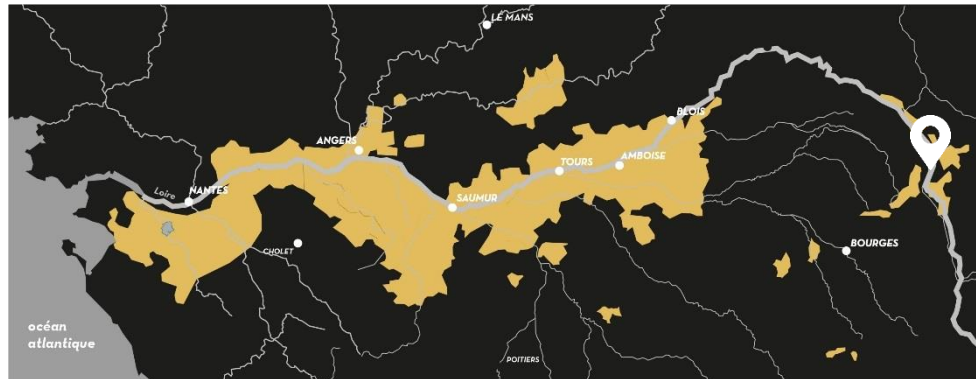 LE MANS
BLOIS
ANGERS
TOURS
AMBOISE
Loire
NANTES
SAUMUR
CHOLET
BOURGES
océan
atlantique
POITIERS